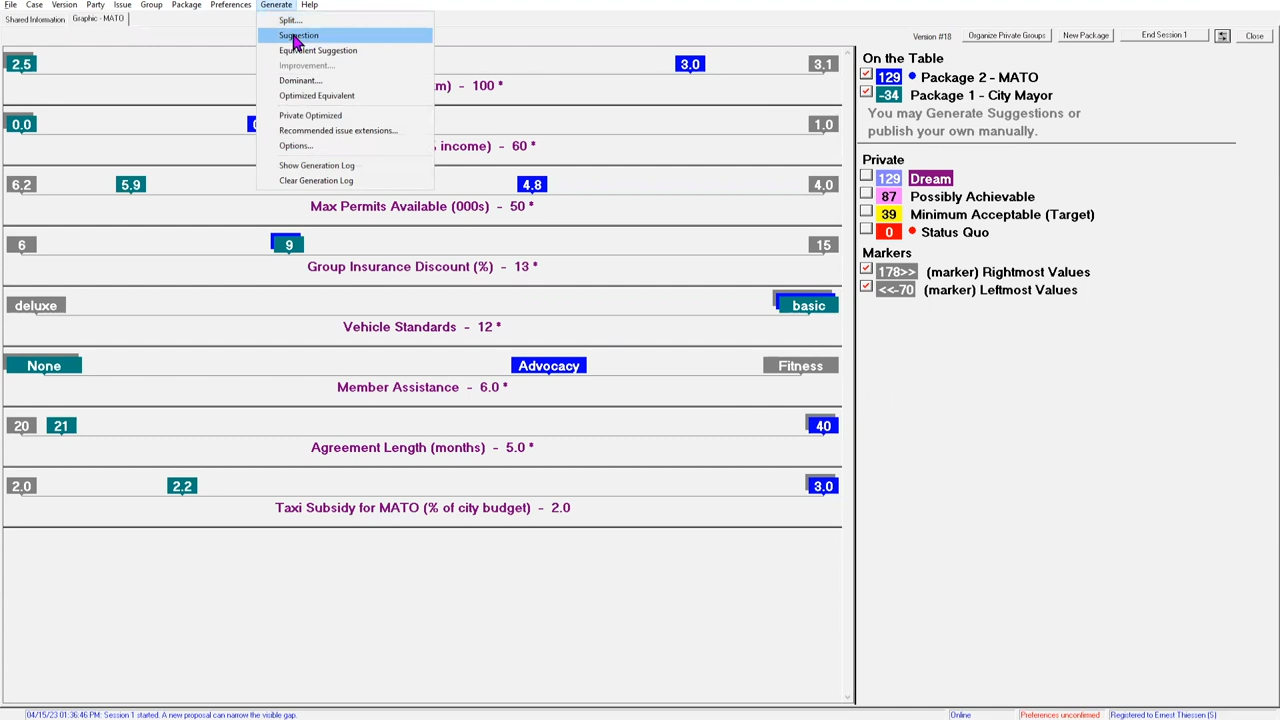 File Case Version Party Issue Group Package Preferences Generate Help
Shared Information Graphic - MATO
Split....
Suggestion
Equivalent Suggestion
Improvement....
Dominant....
Optimized Equivalent
Private Optimized
Recommended issue extensions...
Options...
Show Generation Log
Clear Generation Log
Version #18 Organize Private Groups New Package End Session 1 Close
2.5 3.0 3.1
m) - 100 *
0.0 1.0
income) - 60 *
6.2 5.9 4.8 4.0
Max Permits Available (000s) - 50 *
6 9 15
Group Insurance Discount (%) - 13 *
deluxe basic
Vehicle Standards - 12 *
None Advocacy Fitness
Member Assistance - 6.0 *
20 21 40
Agreement Length (months) - 5.0 *
2.0 2.2 3.0
Taxi Subsidy for MATO (% of city budget) - 2.0
On the Table
129 Package 2 - MATO
-34 Package 1 - City Mayor
You may Generate Suggestions or
publish your own manually.
Private
129 Dream
87 Possibly Achievable
39 Minimum Acceptable (Target)
0 Status Quo
Markers
178>> (marker) Rightmost Values
<<-70 (marker) Leftmost Values
04/15/23 01:36:46 PM: Session 1 started. A new proposal can narrow the visible gap. Online Preferences unconfirmed Registered to Ernest Thiessen (S)